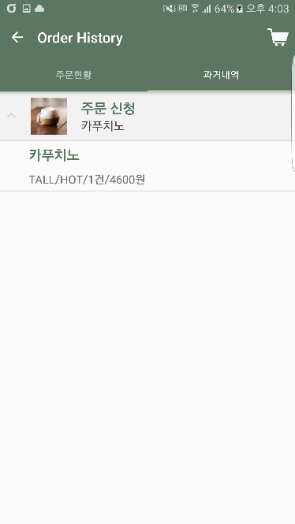 64% 오후 4:03
Order History
주문현황 과거내역
주문 신청
카푸치노
카푸치노
TALL/HOT/1건/4600원